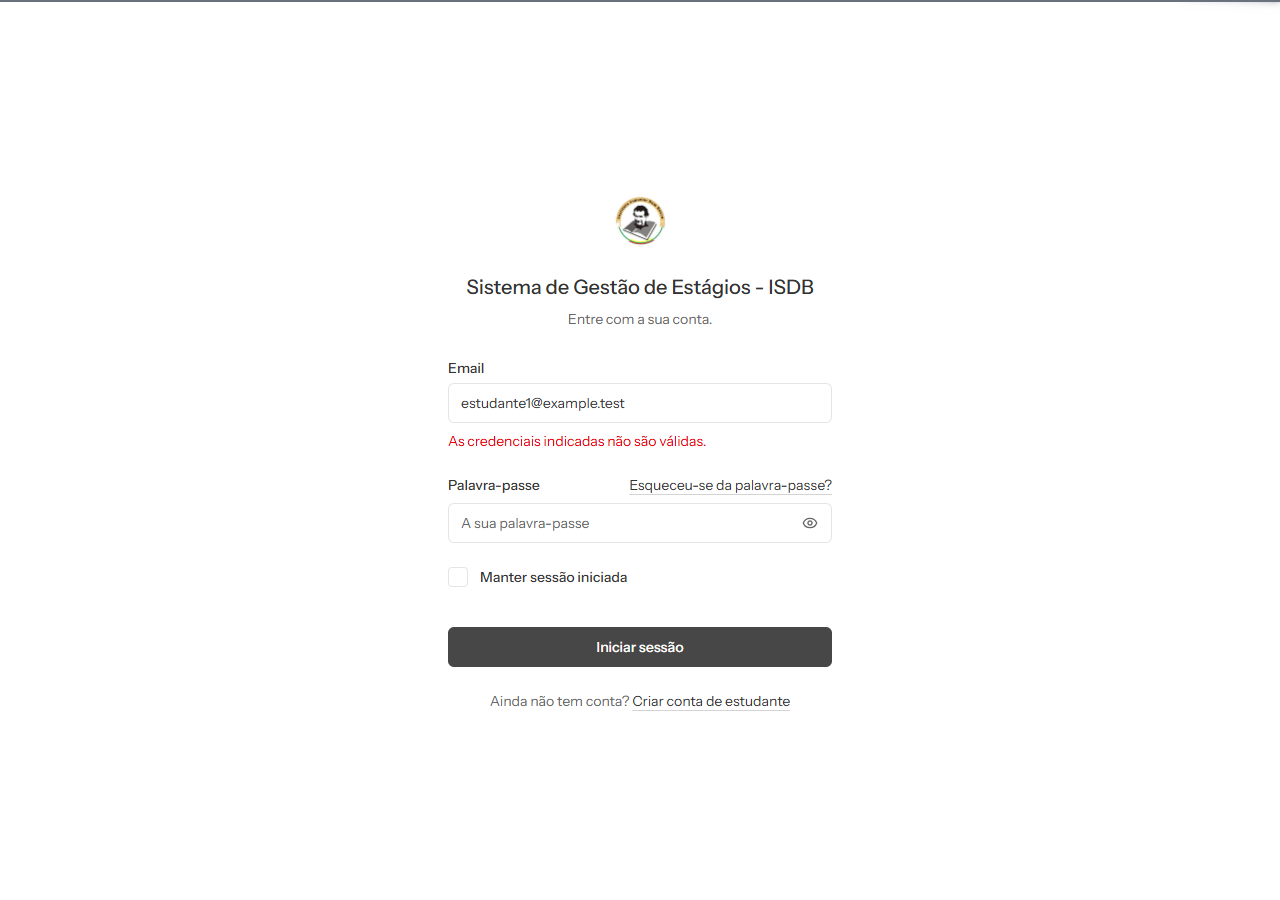 Sistema de Gestão de Estágios - ISDB
Entre com a sua conta.
Email
estudante1@example.test
As credenciais indicadas não são válidas.
Palavra-passe Esqueceu-se da palavra-passe?
A sua palavra-passe
Manter sessão iniciada
Iniciar sessão
Ainda não tem conta? Criar conta de estudante